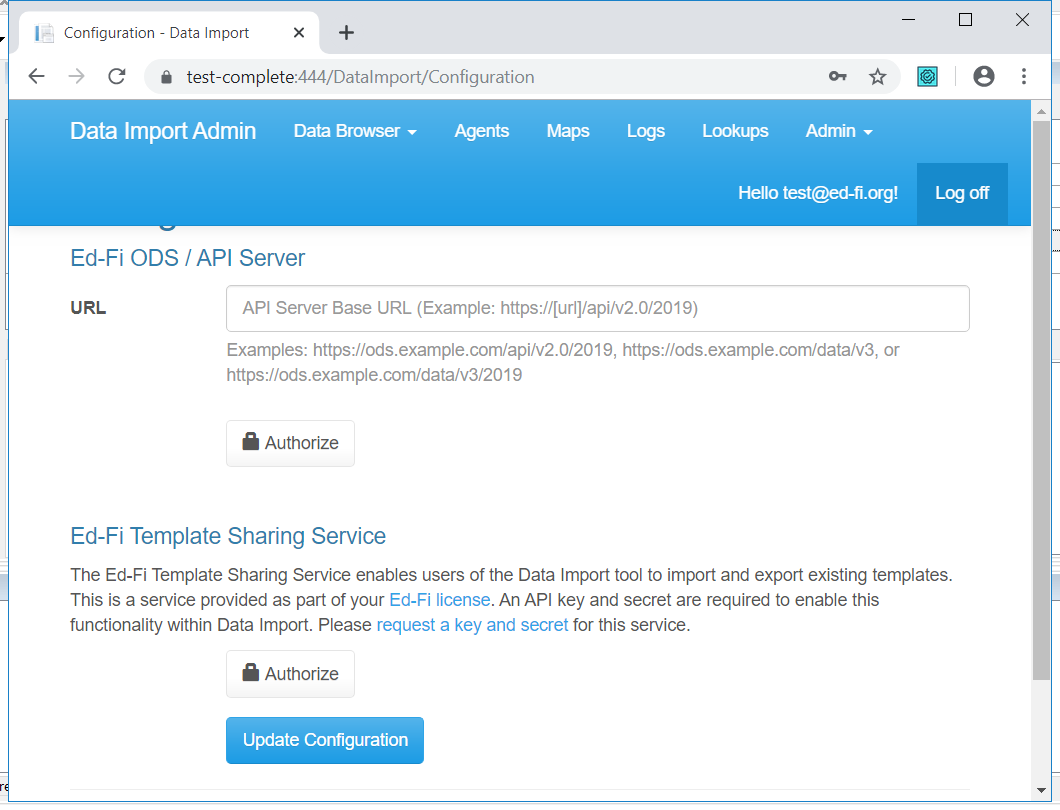 Configuration - Data Import
test-complete:444/DataImport/Configuration
Data Import Admin Data Browser Agents Maps Logs Lookups Admin
Hello test@ed-fi.org! Log off
Ed-Fi ODS / API Server
URL
API Server Base URL (Example: https://[url]/api/v2.0/2019)
Examples: https://ods.example.com/api/v2.0/2019, https://ods.example.com/data/v3, or
https://ods.example.com/data/v3/2019
Authorize
Ed-Fi Template Sharing Service
The Ed-Fi Template Sharing Service enables users of the Data Import tool to import and export existing templates.
This is a service provided as part of your Ed-Fi license. An API key and secret are required to enable this
functionality within Data Import. Please request a key and secret for this service.
Authorize
Update Configuration